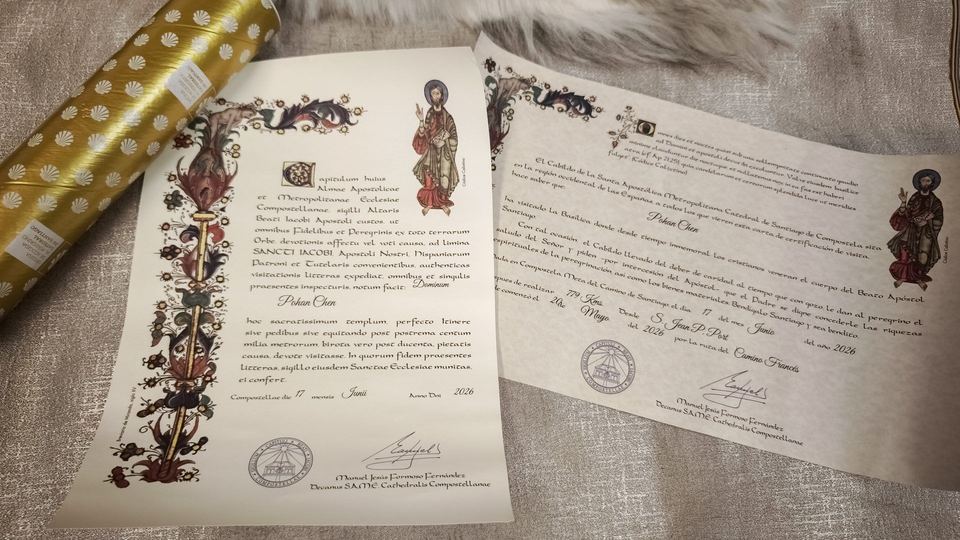 Capitulum huius
Almae Apostolicae
et Metropolitanae Ecclesiae
Compostellanae, sigilli Altaris
Beati Iacobi Apostoli custos, ut
omnibus Fidelibus et Peregrinis ex toto terrarum
Orbe, devotionis affectu vel voti causa, ad limina
SANCTI IACOBI, Apostoli Nostri, Hispaniarum
Patroni et Tutelaris convenientibus, authenticas
visitationis litteras expediat, omnibus et singulis
praesentes inspecturis, notum facit: Dominum
Pohan Chen
hoc sacratissimum templum, perfecto Itinere
sive pedibus sive equitando post postrema centum
milia metrorum, birota vero post ducenta, pietatis
causa, devote visitasse. In quorum fidem praesentes
litteras, sigillo eiusdem Sanctae Ecclesiae munitas,
ei confert.
Compostellae die 17 mensis Junii Anno Dni 2026
Manuel Jesús Formoso Fernández
Decanus S.A.M.E. Cathedralis Compostellanae
Códice Calixtino
El Cabildo de la Santa Apostólica Metropolitana Catedral de Santiago de Compostela sita
en la región occidental de las Españas, a todos los que vieren esta carta de certificación de visita,
hace saber que:
Pohan Chen
ha visitado la Basílica donde desde tiempo inmemorial, los cristianos veneran el cuerpo del Beato Apóstol
Santiago.
Con tal ocasión, el Cabildo llevado del deber de caridad, al tiempo que con gozo le dan al peregrino el
saludo del Señor y piden -por intercesión del Apóstol-, que el Padre se digne concederle las riquezas
espirituales de la peregrinación, así como los bienes materiales. Bendígalo Santiago y sea bendito.
Dada en Compostela, Meta del Camino de Santiago el día 17 del mes Junio del año 2026
después de realizar 779 Kms. Desde S. Jean P. Port
donde comenzó el 20 de Mayo del 2026 por la ruta del Camino Francés
Manuel Jesús Formoso Fernández
Decanus S.A.M.E. Cathedralis Compostellanae
Códice Calixtino